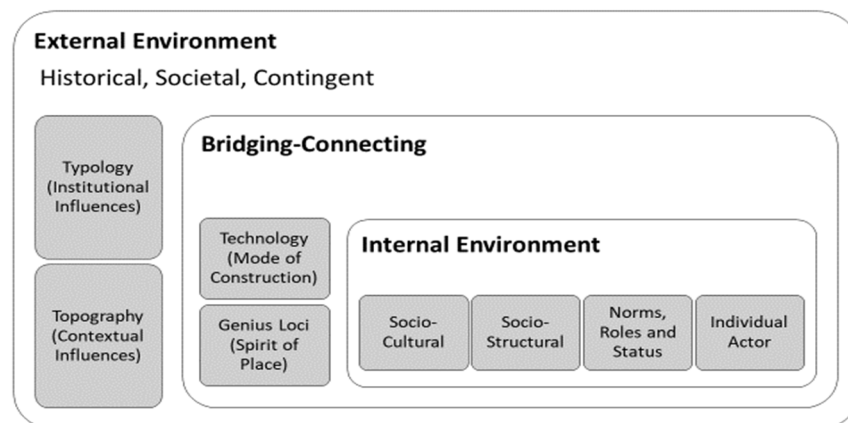 External Environment
Historical, Societal, Contingent
Typology
(Institutional
Influences)
Topography
(Contextual
Influences)
Bridging-Connecting
Technology
(Mode of
Construction)
Genius Loci
(Spirit of
Place)
Internal Environment
Socio-
Cultural
Socio-
Structural
Norms,
Roles and
Status
Individual
Actor